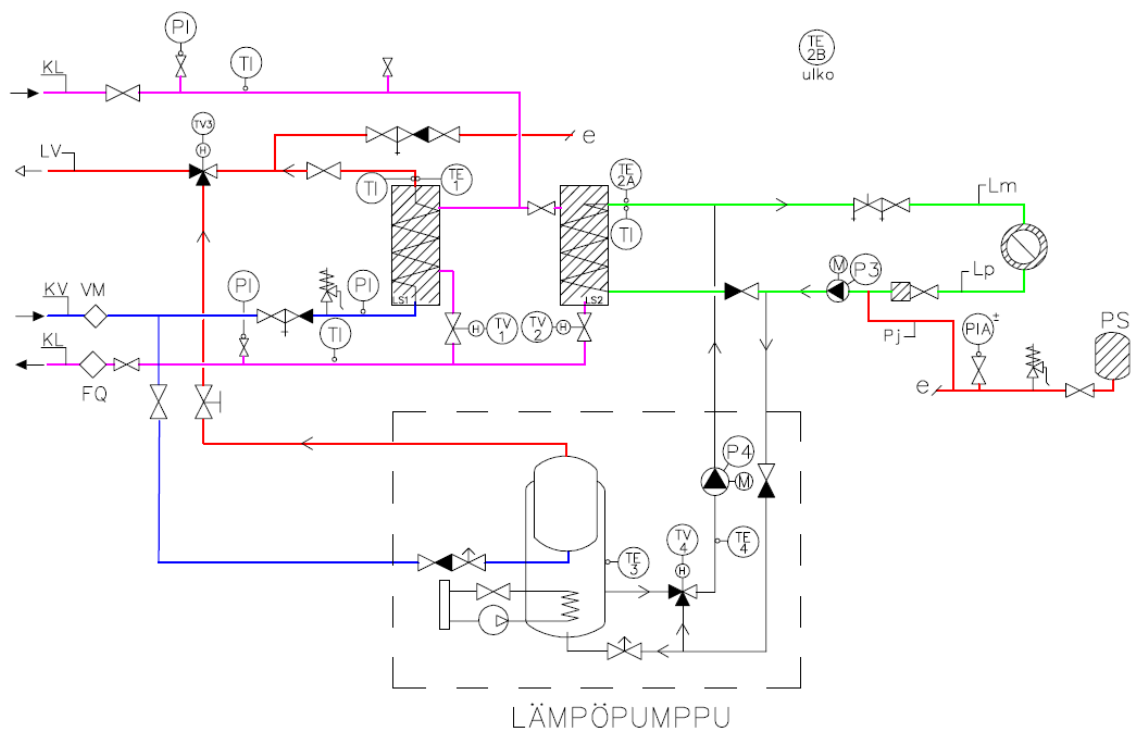 PI
TI
KL
TE
2B
ulko
TV3
H
e
LV
TI
TE
1
TE
2A
TI
Lm
M
P3
Lp
KV
VM
PI
PI
LS1
LS2
TI
H
TV
1
TV
2
H
KL
FQ
Pj
PIA±
PS
e
P4
M
TV
4
H
TE
4
TE
3
LÄMPÖPUMPPU